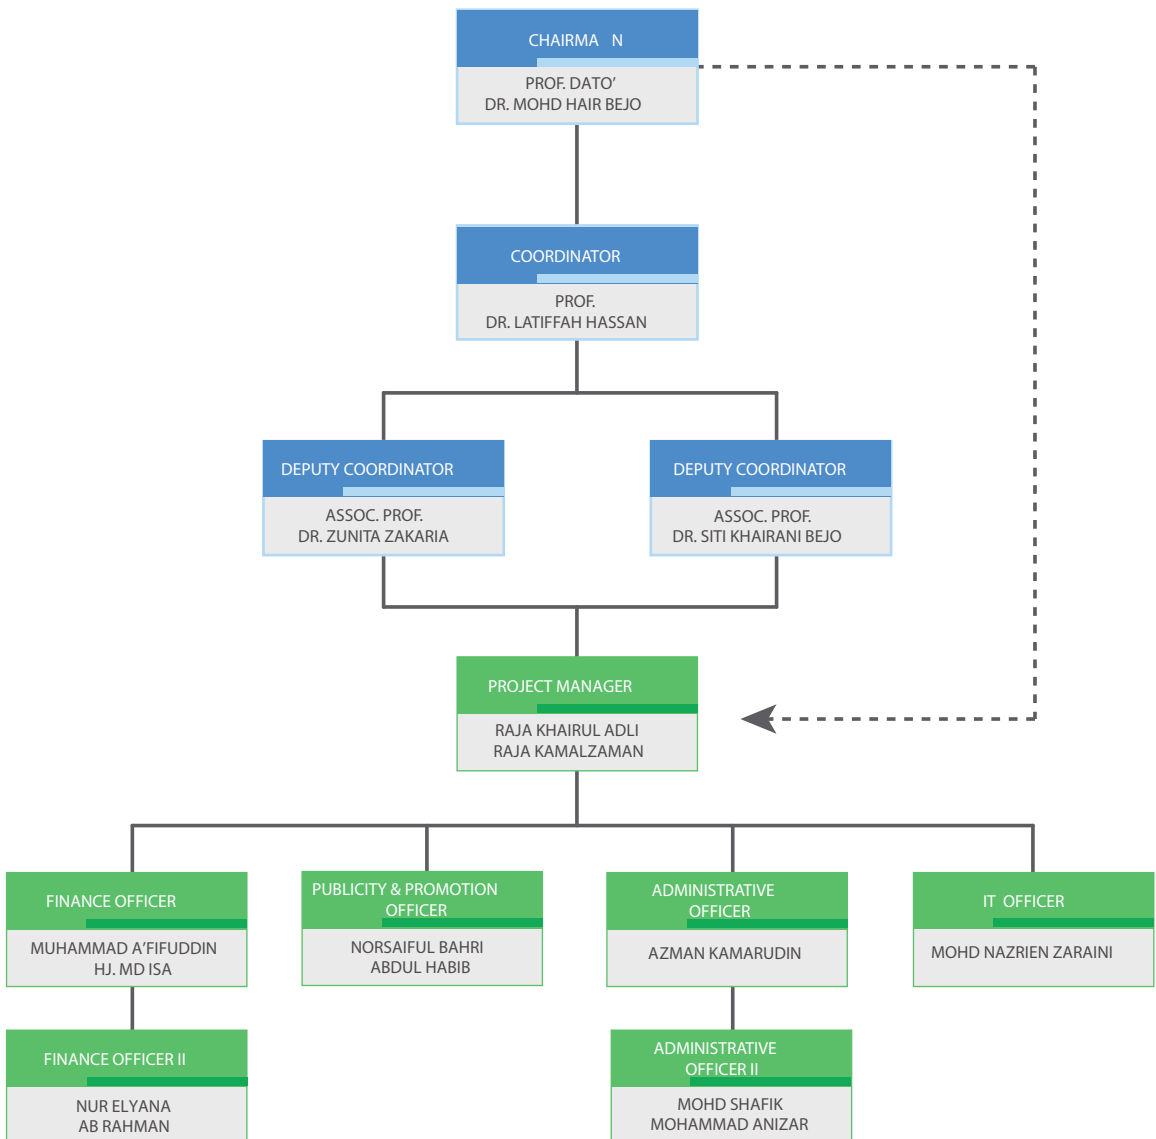 CHAIRMA N
PROF. DATO’
DR. MOHD HAIR BEJO
COORDINATOR
PROF.
DR. LATIFFAH HASSAN
DEPUTY COORDINATOR
ASSOC. PROF.
DR. ZUNITA ZAKARIA
DEPUTY COORDINATOR
ASSOC. PROF.
DR. SITI KHAIRANI BEJO
PROJECT MANAGER
RAJA KHAIRUL ADLI
RAJA KAMALZAMAN
FINANCE OFFICER
MUHAMMAD A’FIFUDDIN
HJ. MD ISA
PUBLICITY & PROMOTION
OFFICER
NORSAIFUL BAHRI
ABDUL HABIB
ADMINISTRATIVE
OFFICER
AZMAN KAMARUDIN
IT OFFICER
MOHD NAZRIEN ZARAINI
FINANCE OFFICER II
NUR ELYANA
AB RAHMAN
ADMINISTRATIVE
OFFICER II
MOHD SHAFIK
MOHAMMAD ANIZAR